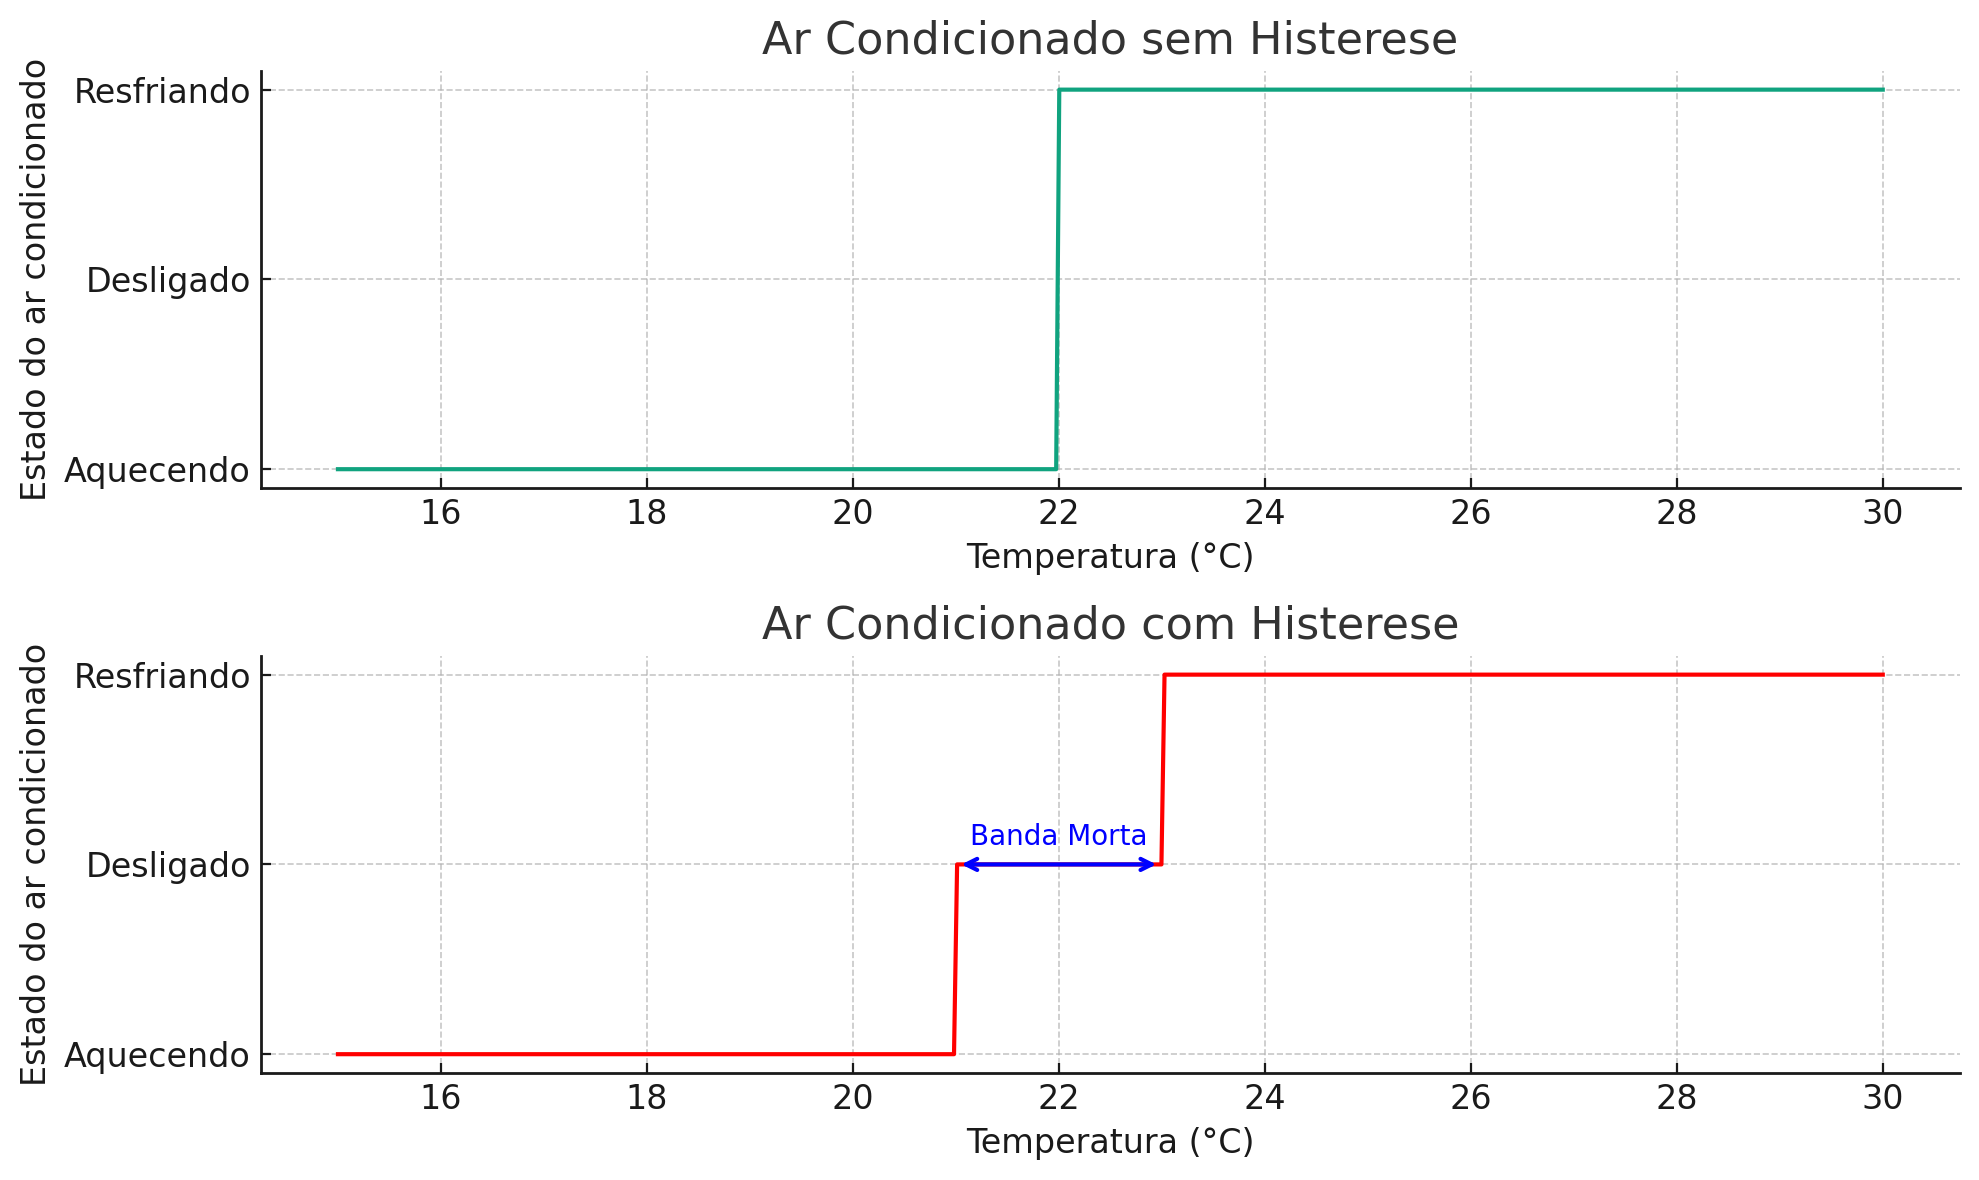 Ar Condicionado sem Histerese
Estado do ar condicionado
Resfriando
Desligado
Aquecendo
16 18 20 22 24 26 28 30
Temperatura (°C)
Ar Condicionado com Histerese
Estado do ar condicionado
Resfriando
Banda Morta
Desligado
Aquecendo
16 18 20 22 24 26 28 30
Temperatura (°C)